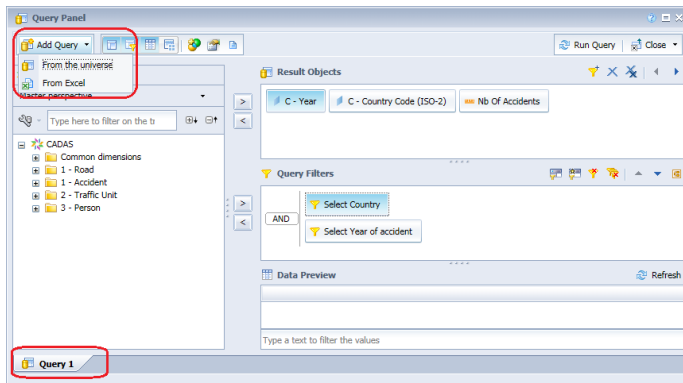 Query Panel
Add Query
Run Query
Close
From the universe
From Excel
Master perspective
Type here to filter on the tr
CADAS
Common dimensions
1 - Road
1 - Accident
2 - Traffic Unit
3 - Person
Result Objects
C - Year
C - Country Code (ISO-2)
Nb Of Accidents
Query Filters
AND
Select Country
Select Year of accident
Data Preview
Refresh
Type a text to filter the values
Query 1